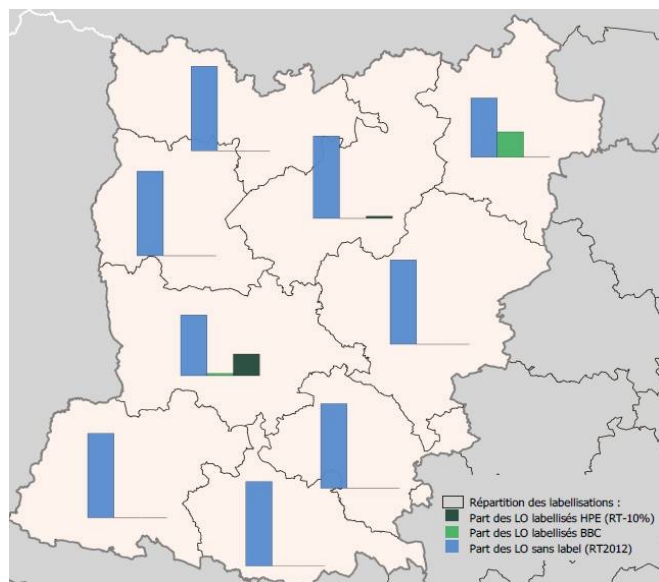 Répartition des labellisations :
Part des LO labellisés HPE (RT-10%)
Part des LO labellisés BBC
Part des LO sans label (RT2012)